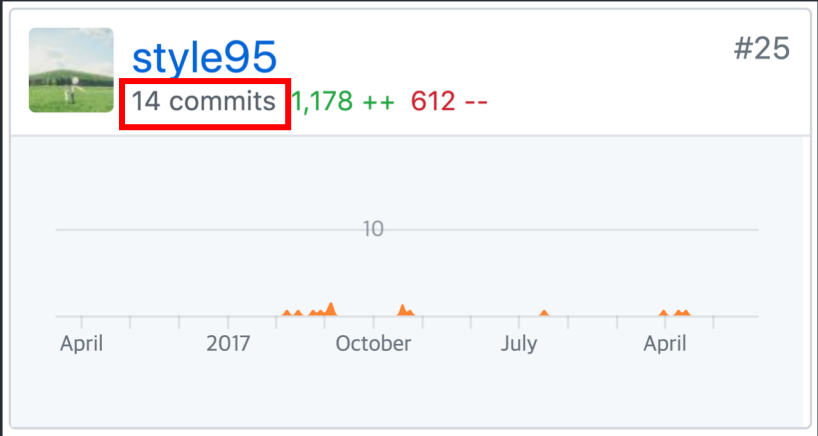 style95
#25
14 commits 1,178 ++ 612 --
10
April 2017 October July April